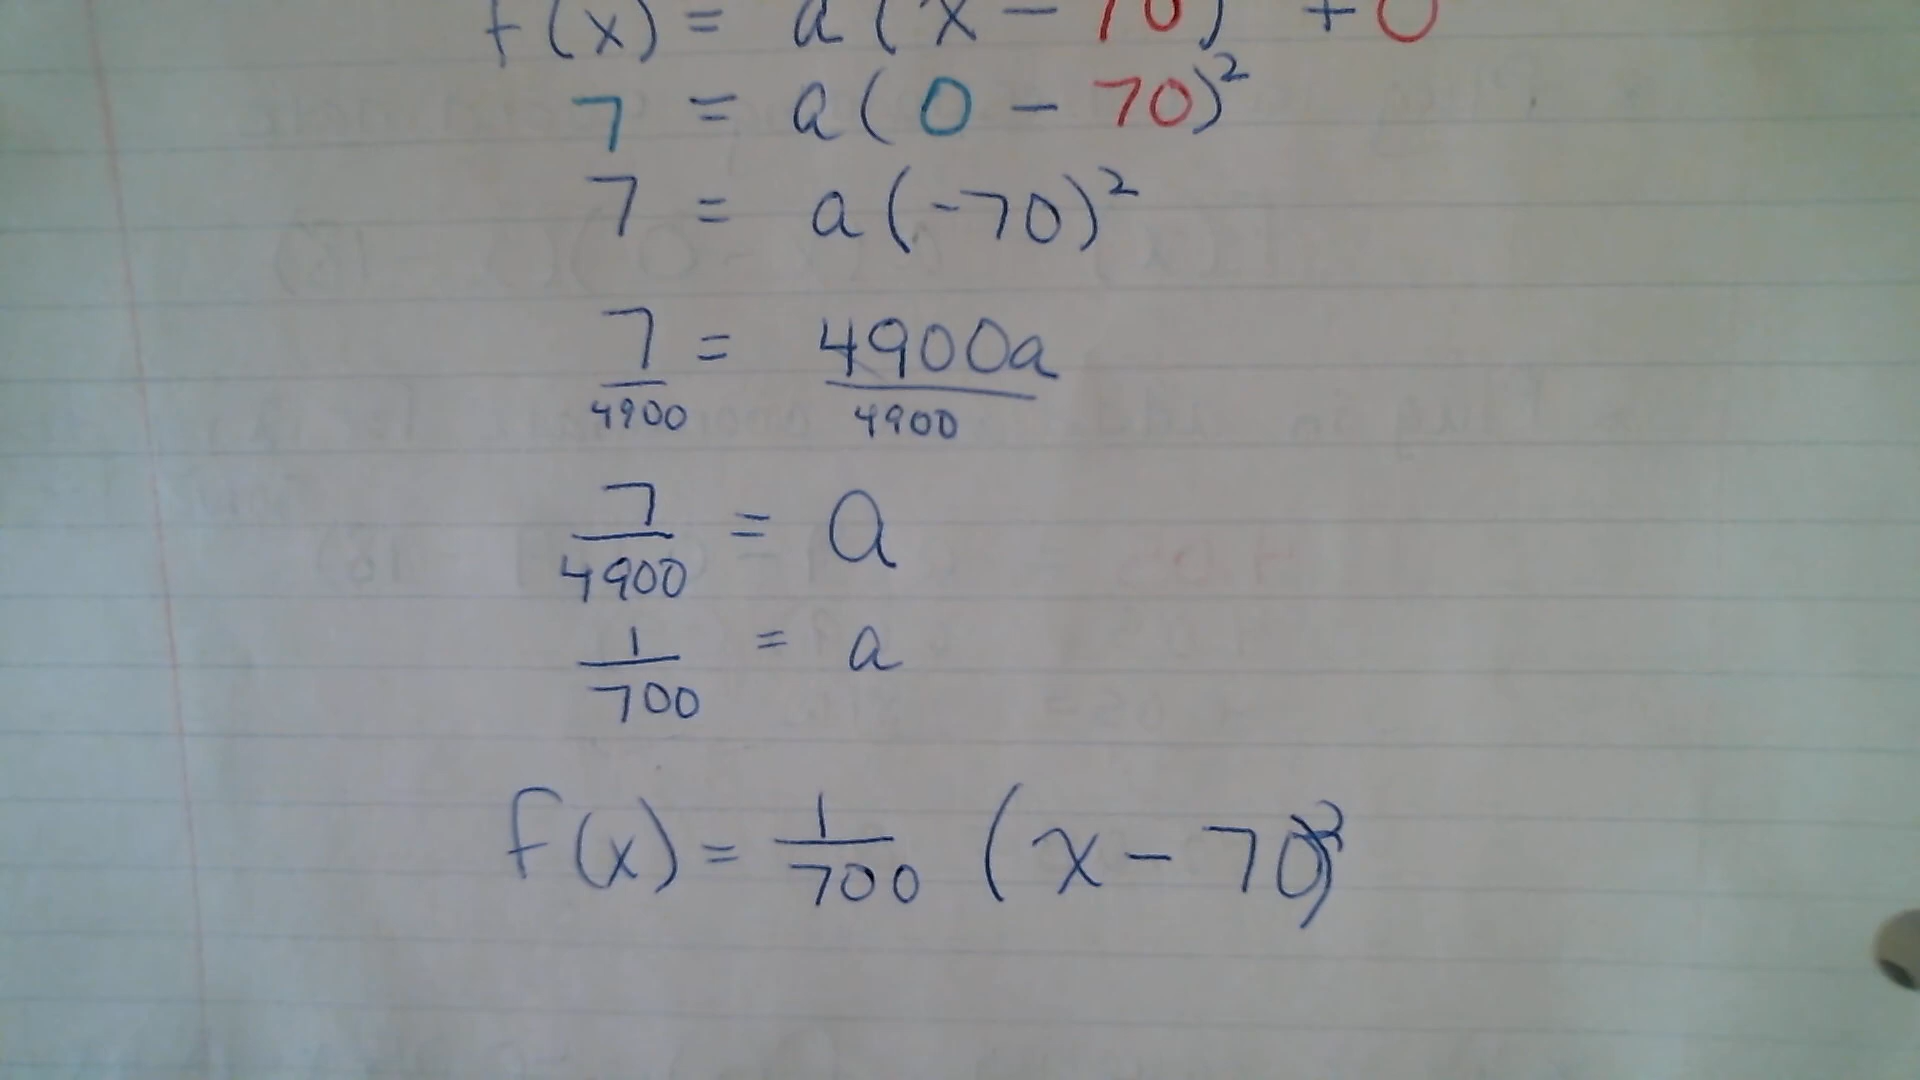 f(x) = a(x - 70) + 0
7 = a(0 - 70)²
7 = a(-70)²
7/4900 = 4900a/4900
7/4900 = a
1/700 = a
f(x) = 1/700 (x - 70)²